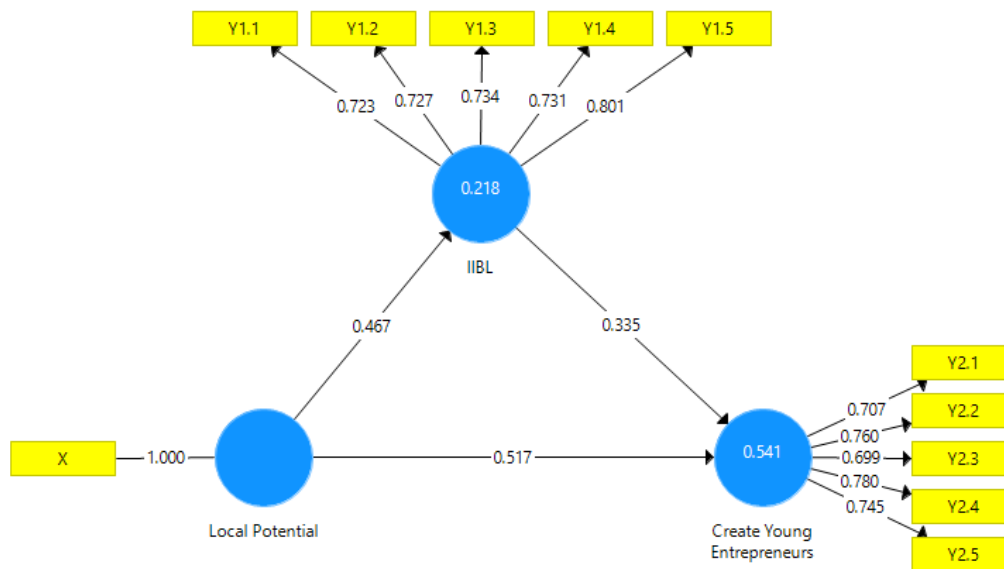 Y1.1 Y1.2 Y1.3 Y1.4 Y1.5
0.723 0.727 0.734 0.731 0.801
0.218
IIBL
0.467 0.335
Y2.1
0.707
Y2.2
0.760
X 1.000 0.517 0.541 0.699 Y2.3
0.780
Y2.4
0.745
Local Potential Create Young
Entrepreneurs
Y2.5